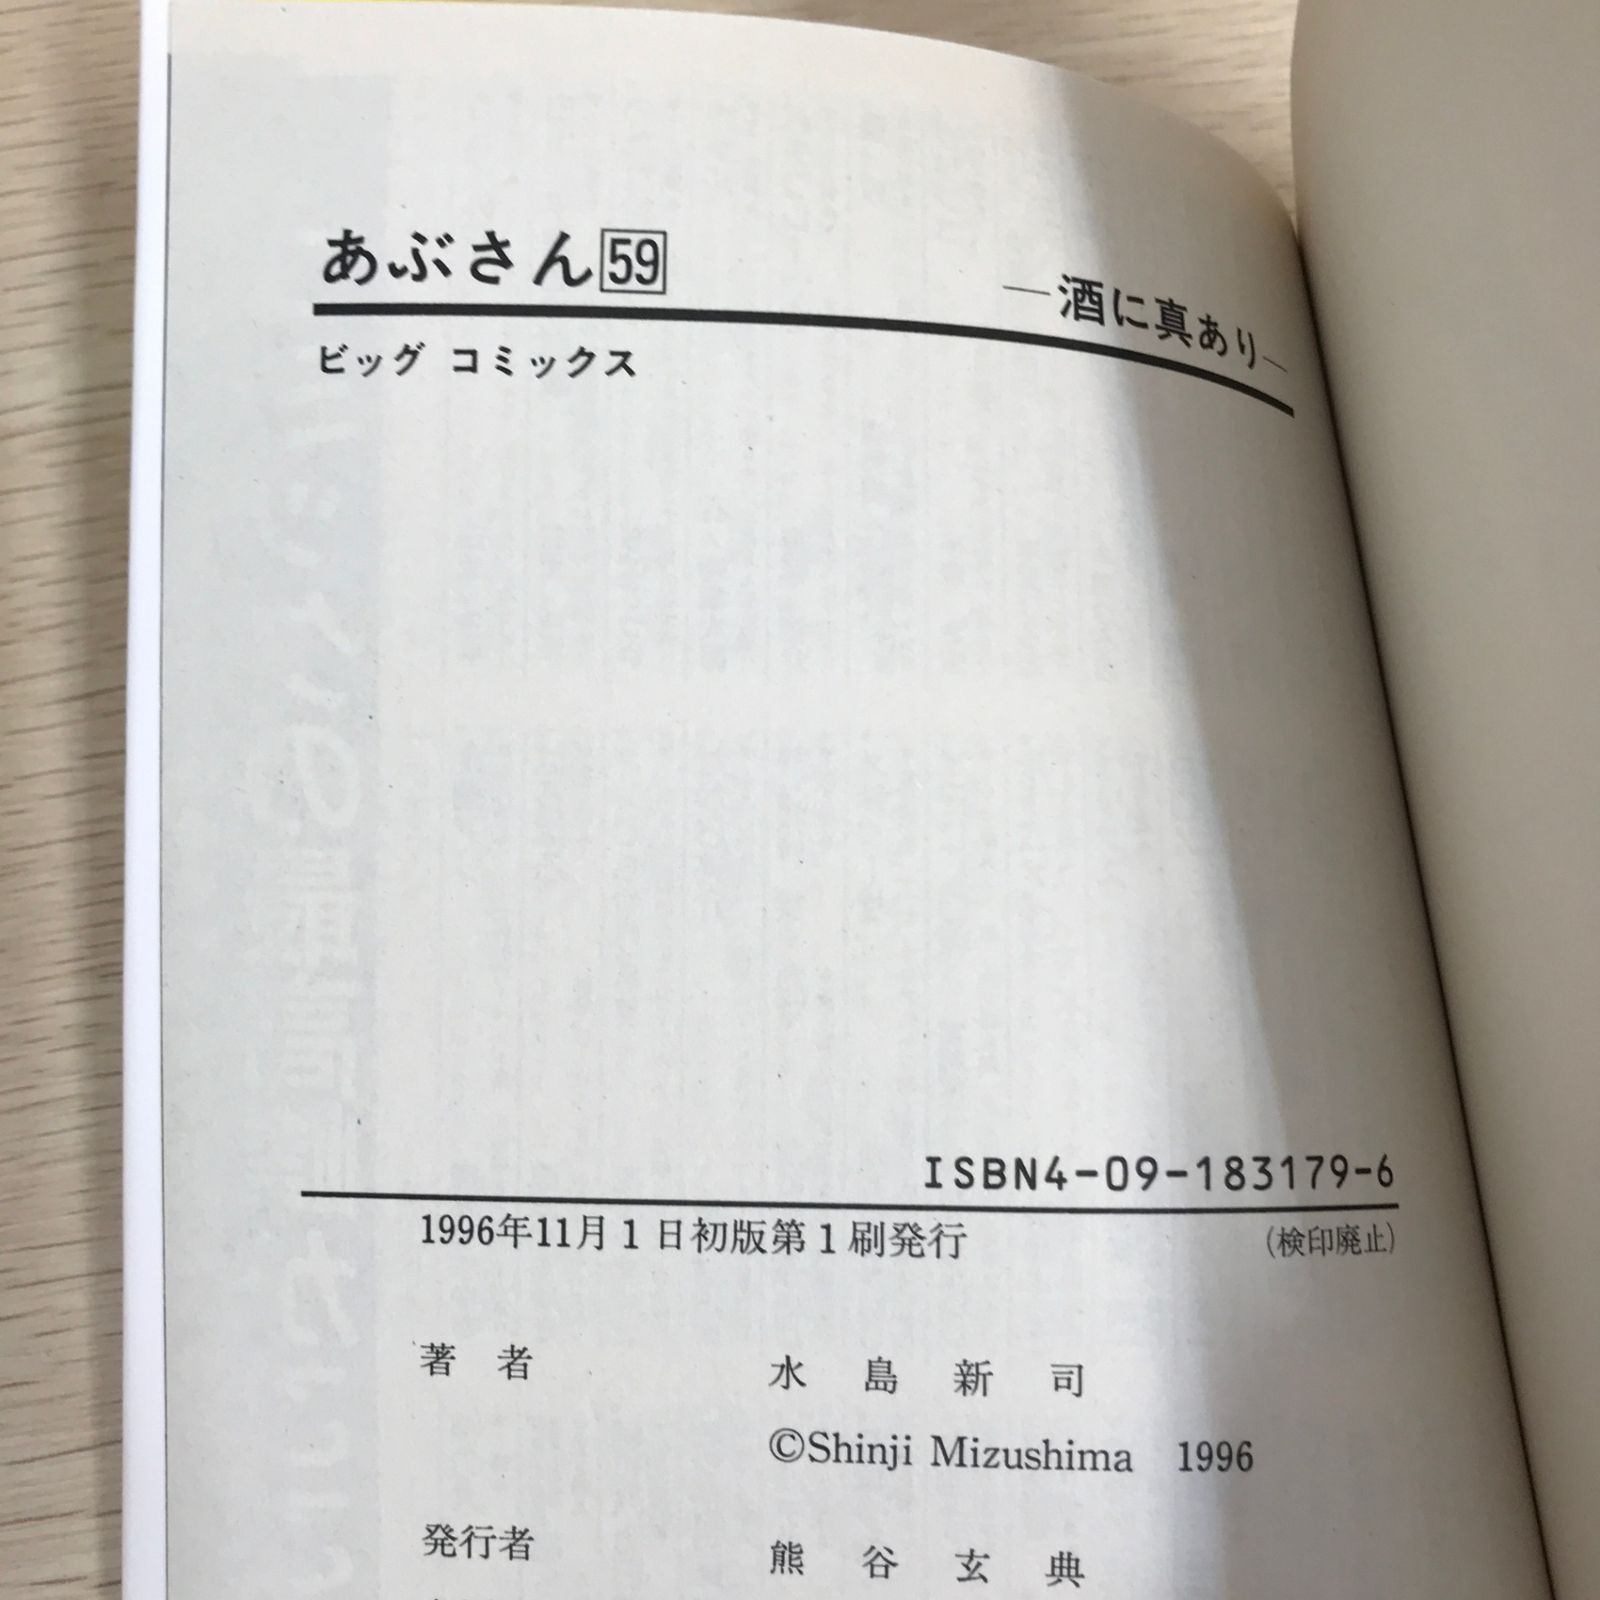 あぶさん59
―酒に真あり―
ビッグ コミックス
ISBN4-09-183179-6
1996年11月1日初版第1刷発行
(検印廃止)
著者 水島新司
©Shinji Mizushima 1996
発行者 熊谷玄典